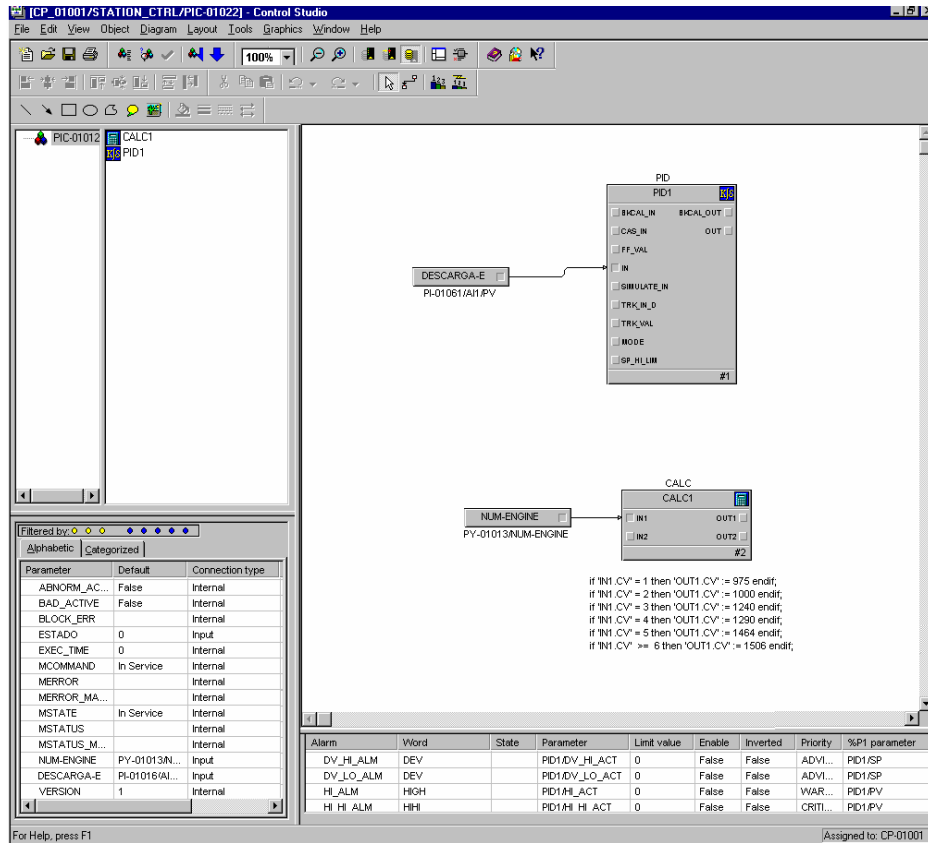 [CP_01001/STATION_CTRL/PIC-01022] - Control Studio
File Edit View Object Diagram Layout Tools Graphics Window Help
100%
PIC-01012
CALC1
PID1
PID
PID1
BKCAL_IN BKCAL_OUT
CAS_IN OUT
FF_VAL
IN
SIMULATE_IN
TRK_IN_D
TRK_VAL
MODE
SP_HI_LIM
#1
DESCARGA-E
PI-01061/AI1/PV
CALC
CALC1
IN1 OUT1
IN2 OUT2
#2
NUM-ENGINE
PY-01013/NUM-ENGINE
if 'IN1.CV' = 1 then 'OUT1.CV' := 975 endif;
if 'IN1.CV' = 2 then 'OUT1.CV' := 1000 endif;
if 'IN1.CV' = 3 then 'OUT1.CV' := 1240 endif;
if 'IN1.CV' = 4 then 'OUT1.CV' := 1290 endif;
if 'IN1.CV' = 5 then 'OUT1.CV' := 1464 endif;
if 'IN1.CV' >= 6 then 'OUT1.CV' := 1506 endif;
Filtered by:
Alphabetic Categorized
Parameter Default Connection type
ABNORM_AC... False Internal
BAD_ACTIVE False Internal
BLOCK_ERR Internal
ESTADO 0 Input
EXEC_TIME 0 Internal
MCOMMAND In Service Internal
MERROR Internal
MERROR_MA... Internal
MSTATE In Service Internal
MSTATUS Internal
MSTATUS_M... Internal
NUM-ENGINE PY-01013/N... Input
DESCARGA-E PI-01016/AI... Input
VERSION 1 Internal
Alarm Word State Parameter Limit value Enable Inverted Priority %P1 parameter
DV_HI_ALM DEV PID1/DV_HI_ACT 0 False False ADVI... PID1/SP
DV_LO_ALM DEV PID1/DV_LO_ACT 0 False False ADVI... PID1/SP
HI_ALM HIGH PID1/HI_ACT 0 False False WAR... PID1/PV
HI_HI_ALM HIHI PID1/HI_HI_ACT 0 False False CRITI... PID1/PV
For Help, press F1
Assigned to: CP-01001